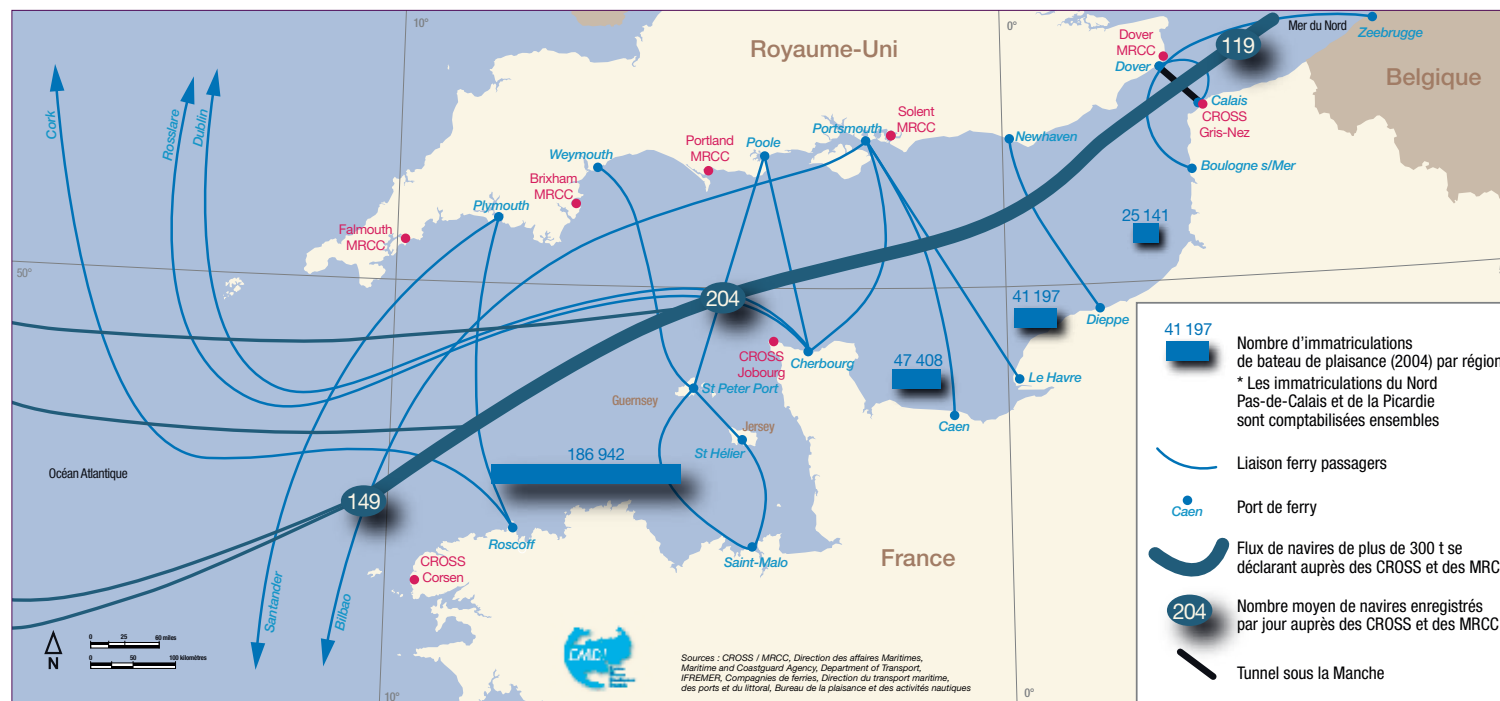 10°
0°
Mer du Nord
Zeebrugge
Royaume-Uni
Belgique
Dover
MRCC
Dover
119
Calais
CROSS
Gris-Nez
Boulogne s/Mer
Cork
Rosslare
Dublin
Solent
MRCC
Portsmouth
Newhaven
Portland
MRCC
Poole
Weymouth
Brixham
MRCC
Plymouth
Falmouth
MRCC
50°
25 141
204
41 197
Dieppe
CROSS
Jobourg
Cherbourg
47 408
Le Havre
Caen
St Peter Port
Guernsey
Jersey
St Hélier
186 942
Océan Atlantique
149
Roscoff
Saint-Malo
France
CROSS
Corsen
Santander
Bilbao
N
0 25 60 miles
0 50 100 kilomètres
10°
0°
Sources : CROSS / MRCC, Direction des affaires Maritimes,
Maritime and Coastguard Agency, Department of Transport,
IFREMER, Compagnies de ferries, Direction du transport maritime,
des ports et du littoral, Bureau de la plaisance et des activités nautiques
41 197
Nombre d'immatriculations
de bateau de plaisance (2004) par région
* Les immatriculations du Nord
Pas-de-Calais et de la Picardie
sont comptabilisées ensembles
Liaison ferry passagers
Caen
Port de ferry
Flux de navires de plus de 300 t se
déclarant auprès des CROSS et des MRC
204
Nombre moyen de navires enregistrés
par jour auprès des CROSS et des MRCC
Tunnel sous la Manche